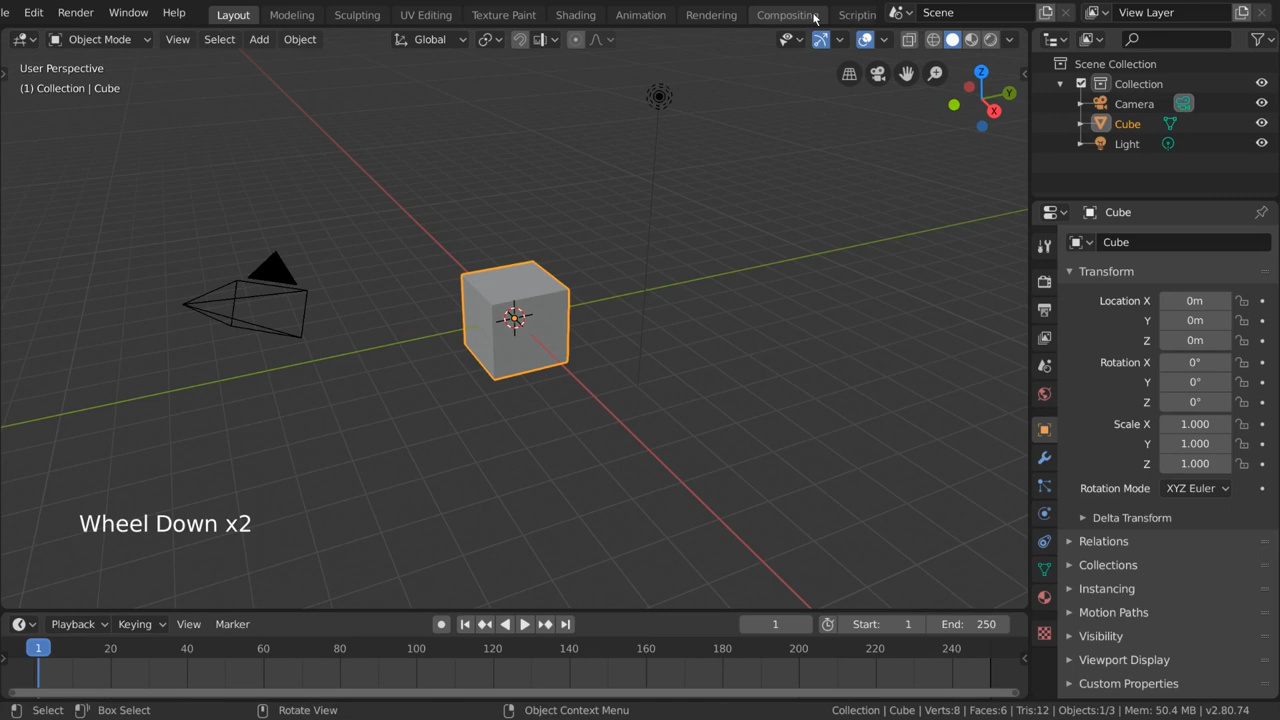 Edit Render Window Help Layout Modeling Sculpting UV Editing Texture Paint Shading Animation Rendering Compositing Scriptin Scene View Layer
Object Mode View Select Add Object Global
User Perspective
(1) Collection | Cube
Z
Y
X
Scene Collection
Collection
Camera
Cube
Light
Cube
Cube
Transform
Location X 0m
Y 0m
Z 0m
Rotation X 0°
Y 0°
Z 0°
Scale X 1.000
Y 1.000
Z 1.000
Rotation Mode XYZ Euler
Delta Transform
Relations
Collections
Instancing
Motion Paths
Visibility
Viewport Display
Custom Properties
Wheel Down x2
Playback Keying View Marker 1 Start: 1 End: 250
1 20 40 60 80 100 120 140 160 180 200 220 240
Select Box Select Rotate View Object Context Menu Collection | Cube | Verts:8 | Faces:6 | Tris:12 | Objects:1/3 | Mem: 50.4 MB | v2.80.74